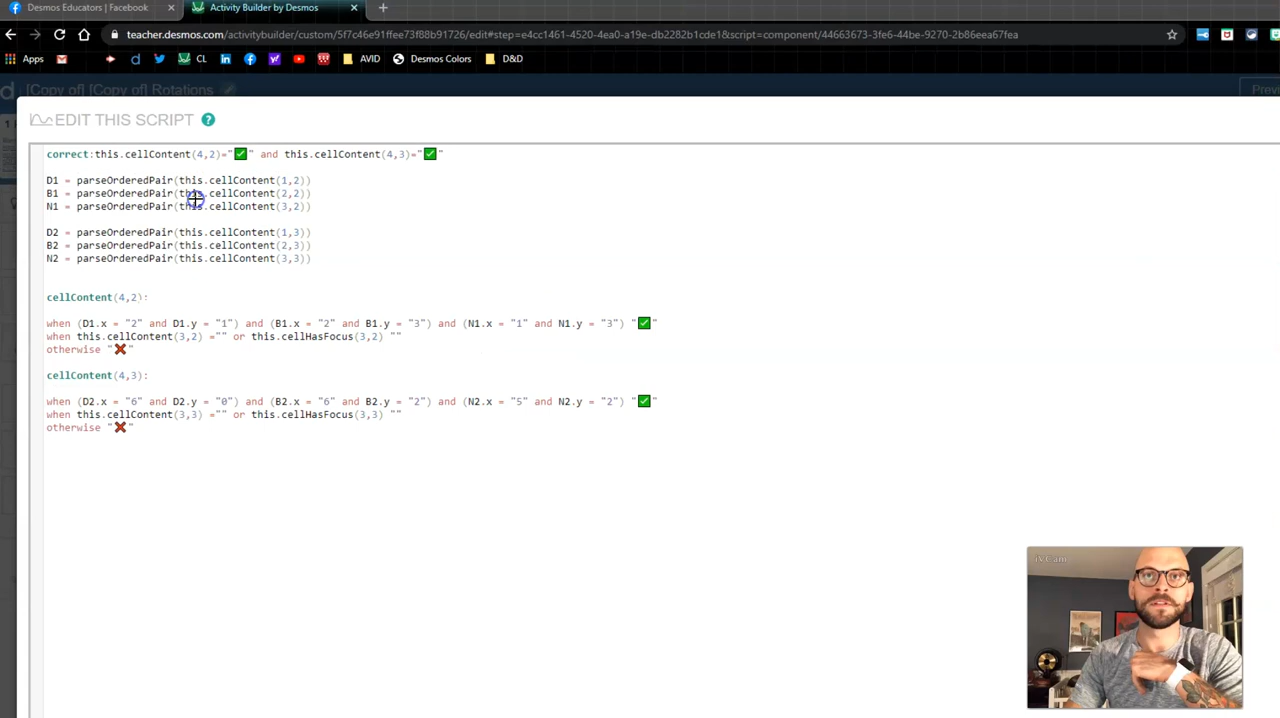 Desmos Educators | Facebook
Activity Builder by Desmos
teacher.desmos.com/activitybuilder/custom/5f7c46e91ffee73f88b91726/edit#step=e4cc1461-4520-4ea0-a19e-db2282b1cde1&script=component/44663673-3fe6-44be-9270-2b86eea67fea
Apps CL AVID Desmos Colors D&D
[Copy of] [Copy of] Rotations
EDIT THIS SCRIPT ?
correct:this.cellContent(4,2)="✅" and this.cellContent(4,3)="✅"
D1 = parseOrderedPair(this.cellContent(1,2))
B1 = parseOrderedPair(this.cellContent(2,2))
N1 = parseOrderedPair(this.cellContent(3,2))
D2 = parseOrderedPair(this.cellContent(1,3))
B2 = parseOrderedPair(this.cellContent(2,3))
N2 = parseOrderedPair(this.cellContent(3,3))
cellContent(4,2):
when (D1.x = "2" and D1.y = "1") and (B1.x = "2" and B1.y = "3") and (N1.x = "1" and N1.y = "3") "✅"
when this.cellContent(3,2) ="" or this.cellHasFocus(3,2) ""
otherwise "❌"
cellContent(4,3):
when (D2.x = "6" and D2.y = "0") and (B2.x = "6" and B2.y = "2") and (N2.x = "5" and N2.y = "2") "✅"
when this.cellContent(3,3) ="" or this.cellHasFocus(3,3) ""
otherwise "❌"
iVCam